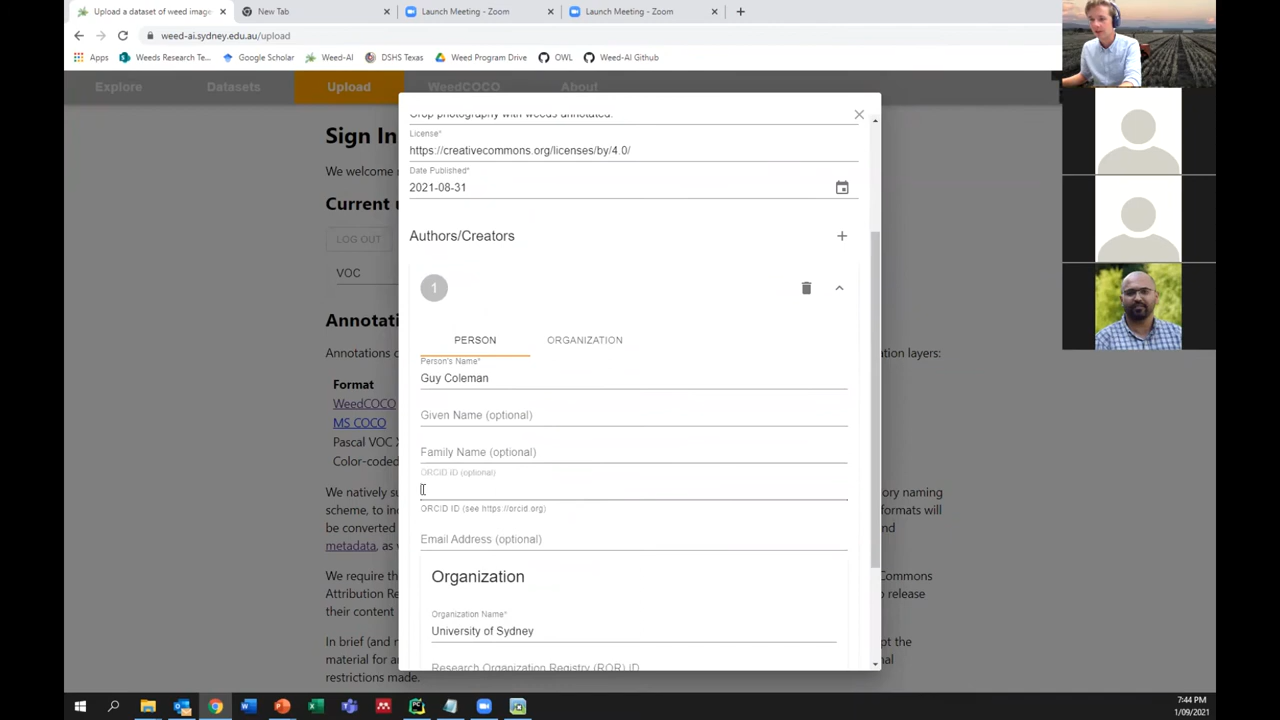 Upload a dataset of weed image
New Tab
Launch Meeting - Zoom
Launch Meeting - Zoom
weed-ai.sydney.edu.au/upload
Apps
Weeds Research Te...
Google Scholar
Weed-AI
DSHS Texas
Weed Program Drive
OWL
Weed-AI Github
Explore
Datasets
Upload
WeedCOCO
About
Sign In
We welcome
Current u
LOG OUT
VOC
Annotati
Annotations c
ation layers:
Format
WeedCOCO
MS COCO
Pascal VOC X
Color-coded
We natively su
ory naming
scheme, to in
formats will
be converted
and
metadata, as
We require th
Commons
Attribution Re
o release
their content
In brief (and n
pt the
material for a
nal
restrictions made.
Crop photography with weeds annotated.
License*
https://creativecommons.org/licenses/by/4.0/
Date Published*
2021-08-31
Authors/Creators
1
PERSON
ORGANIZATION
Person's Name*
Guy Coleman
Given Name (optional)
Family Name (optional)
ORCID ID (optional)
ORCID ID (see https://orcid.org)
Email Address (optional)
Organization
Organization Name*
University of Sydney
Research Organization Registry (ROR) ID
7:44 PM
1/09/2021